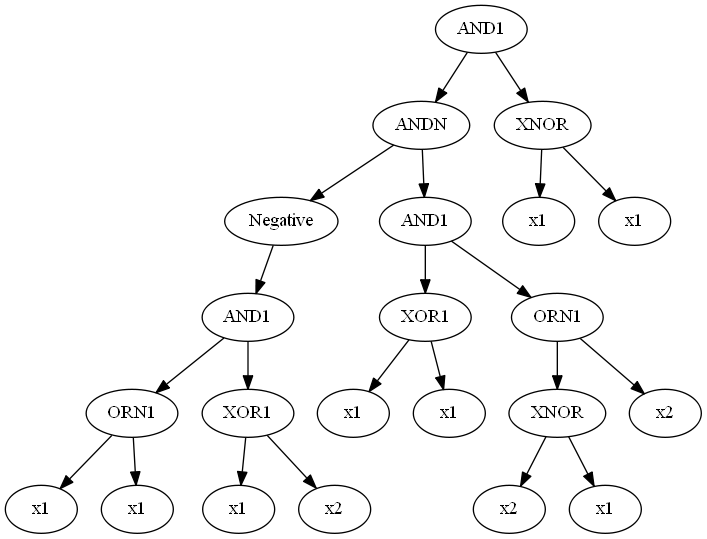 AND1
ANDN
XNOR
Negative
AND1
x1
x1
AND1
XOR1
ORN1
ORN1
XOR1
x1
x1
XNOR
x2
x1
x1
x1
x2
x2
x1